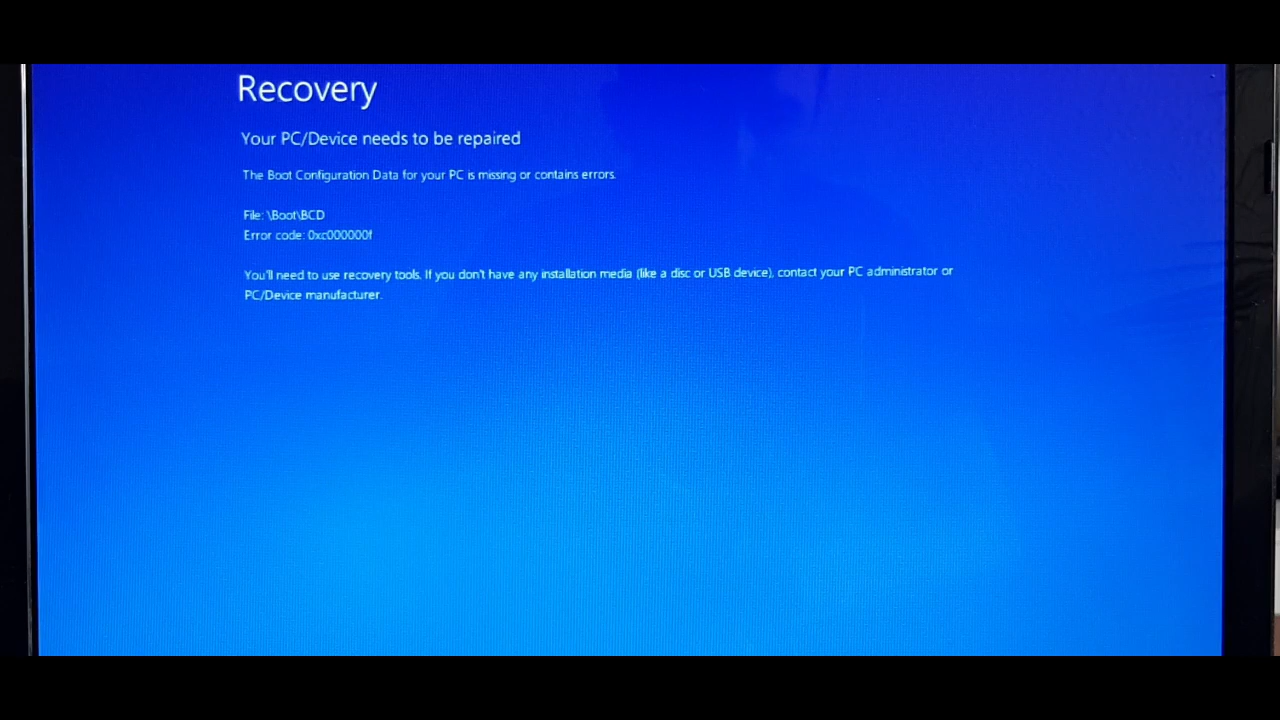 Recovery
Your PC/Device needs to be repaired
The Boot Configuration Data for your PC is missing or contains errors.
File: \Boot\BCD
Error code: 0xc000000f
You'll need to use recovery tools. If you don't have any installation media (like a disc or USB device), contact your PC administrator or
PC/Device manufacturer.